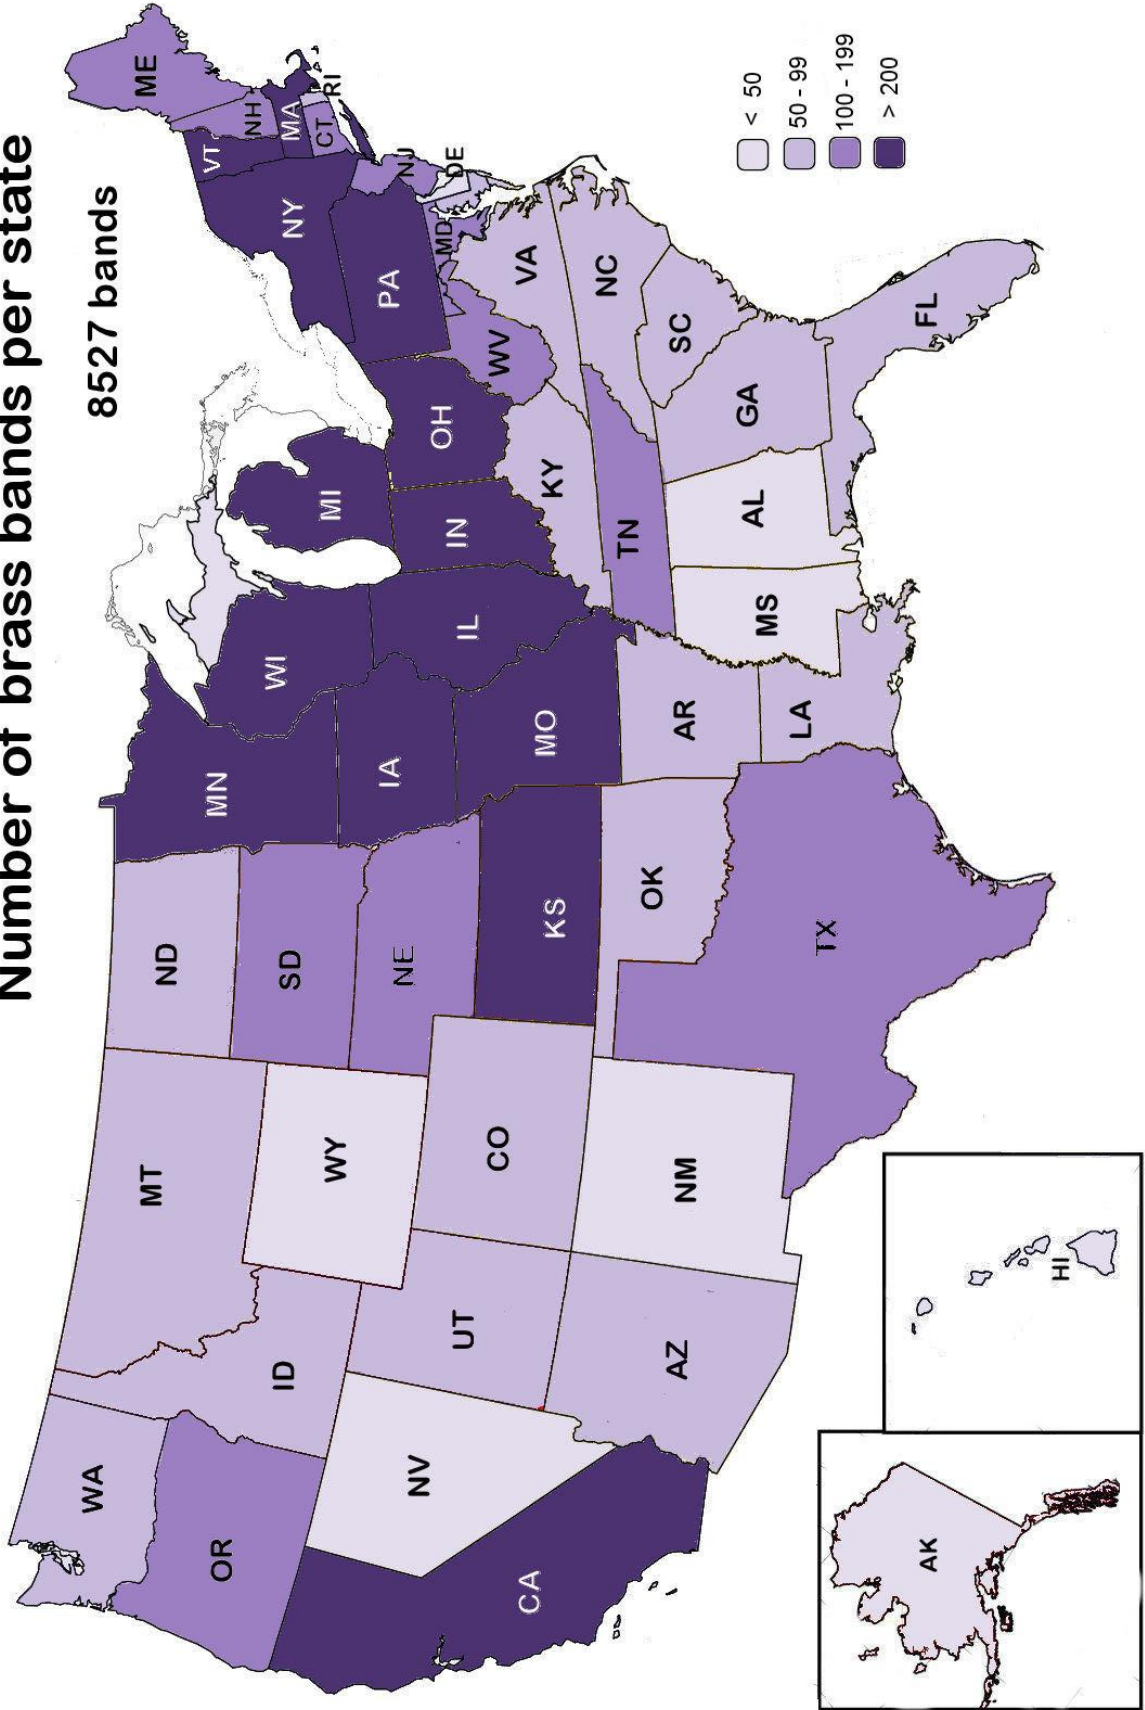 Number of brass bands per state
8527 bands
WA
MT
ND
MN
ME
OR
ID
SD
WI
MI
VT
NH
WY
NE
IA
NY
MA
CT
RI
NV
UT
CO
KS
IL
IN
OH
PA
NJ
CA
MO
KY
WV
MD
DE
AZ
NM
OK
AR
TN
VA
TX
LA
MS
AL
GA
SC
NC
FL
AK
HI
< 50
50 - 99
100 - 199
> 200